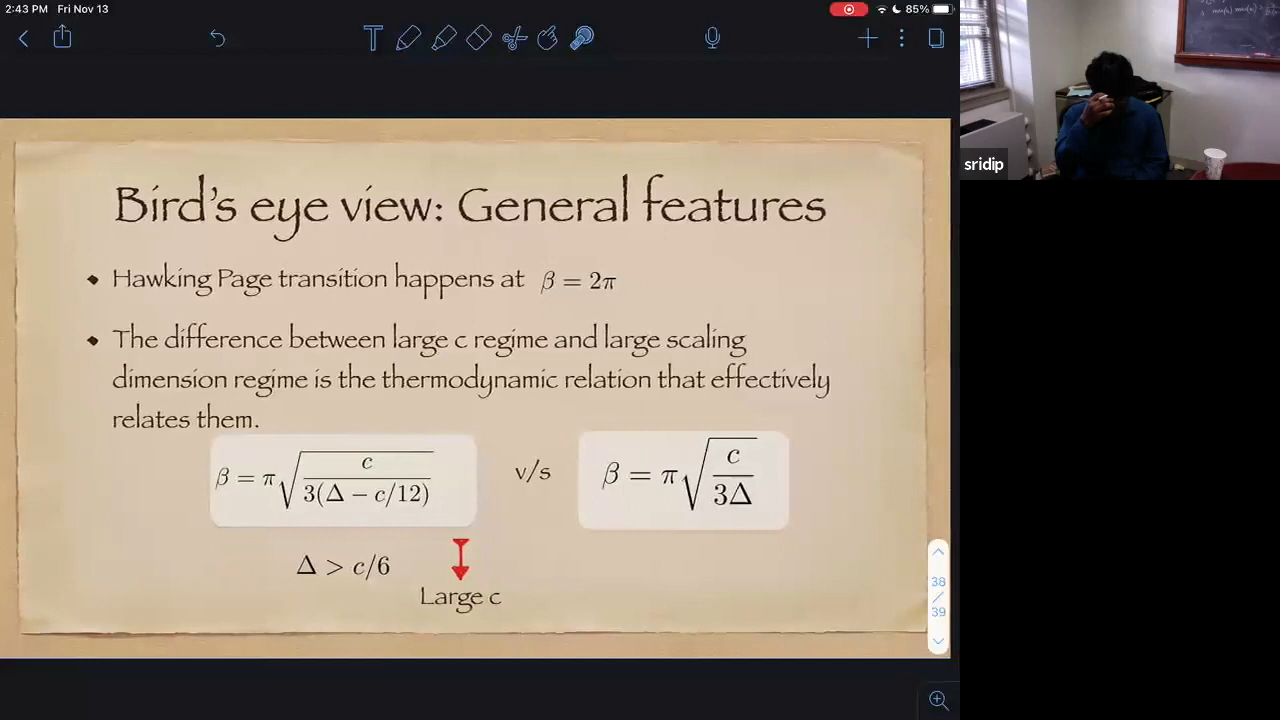 2:43 PM Fri Nov 13
85%
Bird's eye view: General features
• Hawking Page transition happens at β = 2π
• The difference between large c regime and large scaling
dimension regime is the thermodynamic relation that effectively
relates them.
β = π√(c/(3(Δ − c/12))) v/s β = π√(c/(3Δ))
Δ > c/6
Large c
38
/
39
sridip